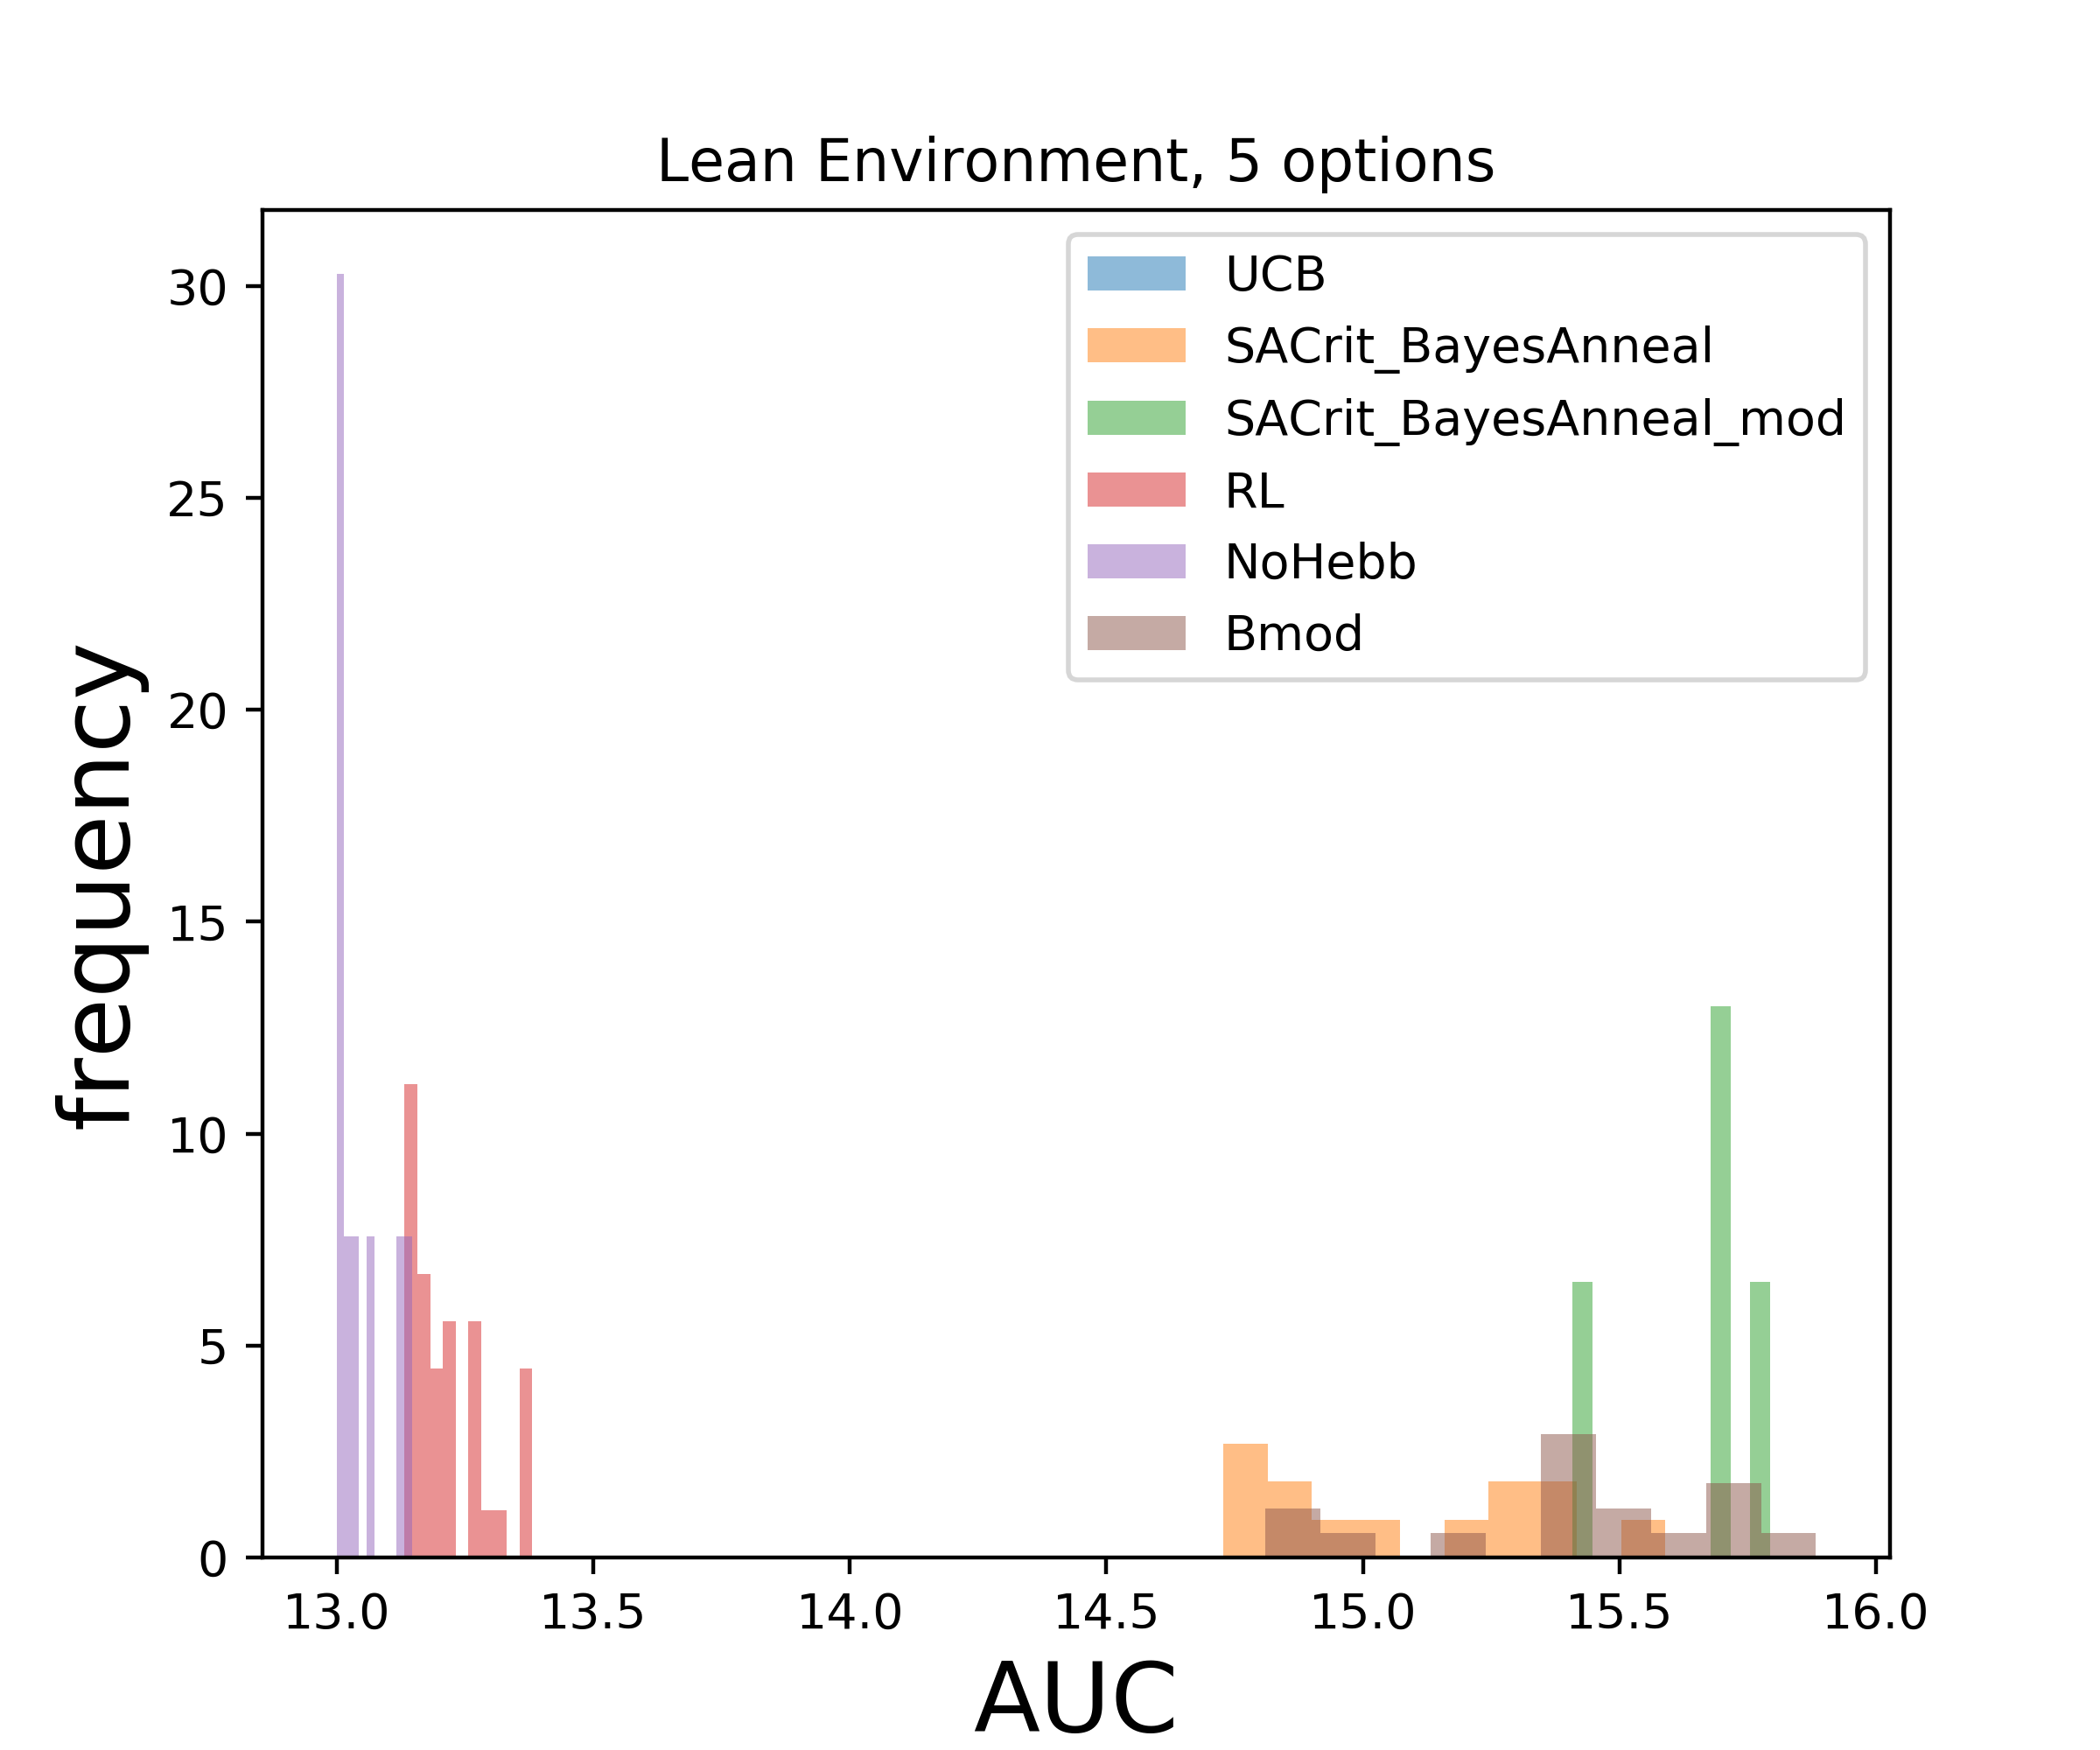 Lean Environment, 5 options
30
25
20
15
10
5
0
frequency
UCB
SACrit_BayesAnneal
SACrit_BayesAnneal_mod
RL
NoHebb
Bmod
13.0 13.5 14.0 14.5 15.0 15.5 16.0
AUC